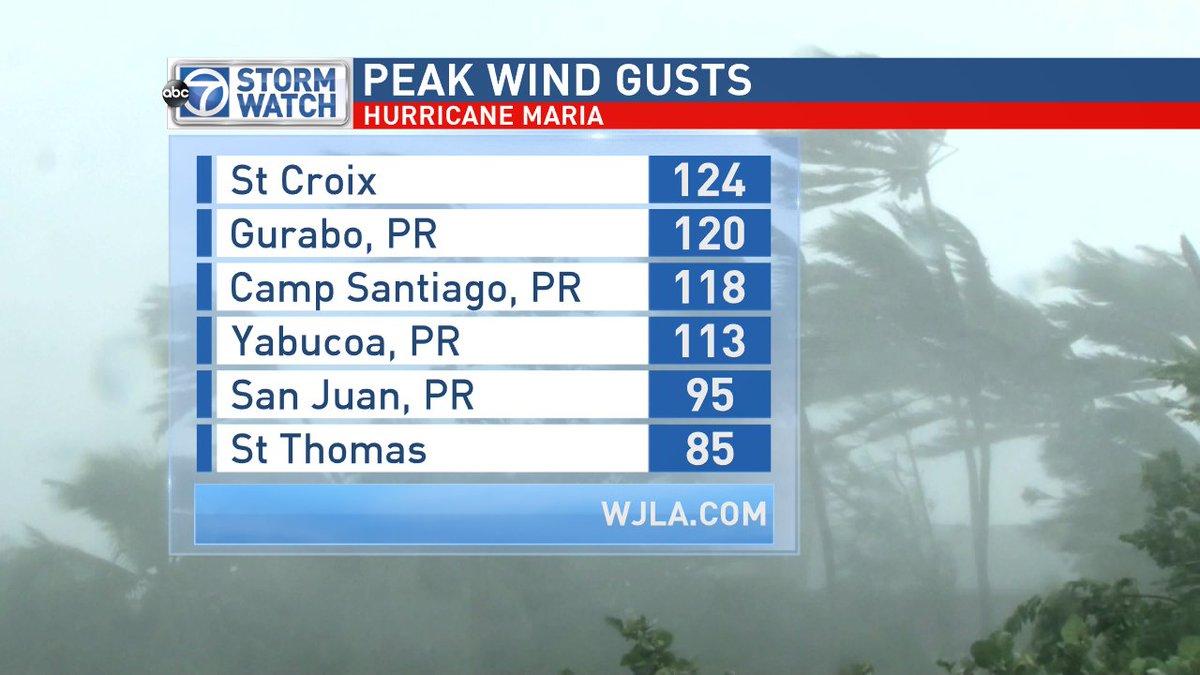 abc 7 STORM WATCH
PEAK WIND GUSTS
HURRICANE MARIA
St Croix 124
Gurabo, PR 120
Camp Santiago, PR 118
Yabucoa, PR 113
San Juan, PR 95
St Thomas 85
WJLA.COM